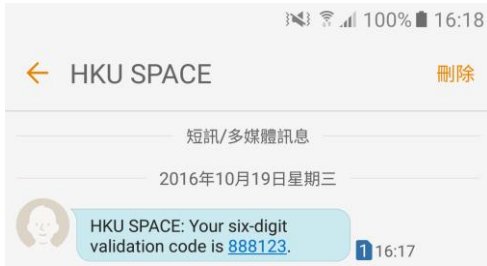 100% 16:18
HKU SPACE 刪除
短訊/多媒體訊息
2016年10月19日星期三
HKU SPACE: Your six-digit
validation code is 888123.
1 16:17